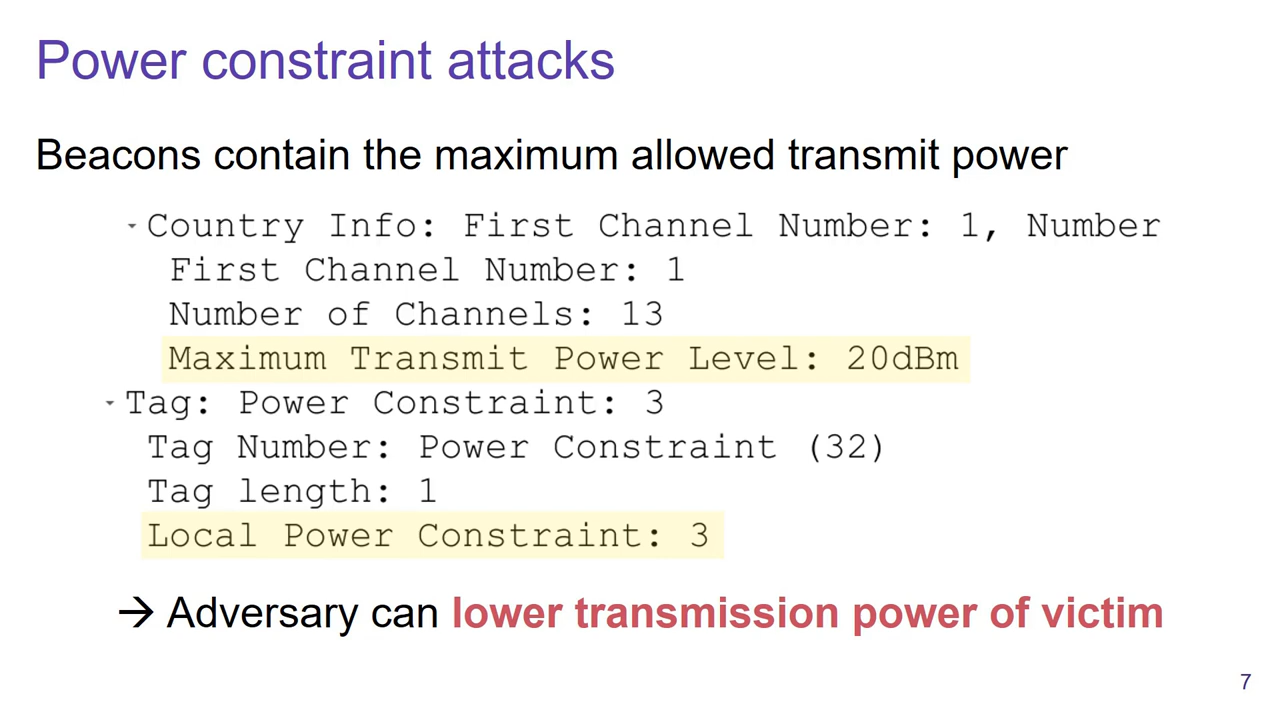 Power constraint attacks
Beacons contain the maximum allowed transmit power
Country Info: First Channel Number: 1, Number
First Channel Number: 1
Number of Channels: 13
Maximum Transmit Power Level: 20dBm
Tag: Power Constraint: 3
Tag Number: Power Constraint (32)
Tag length: 1
Local Power Constraint: 3
→ Adversary can lower transmission power of victim
7